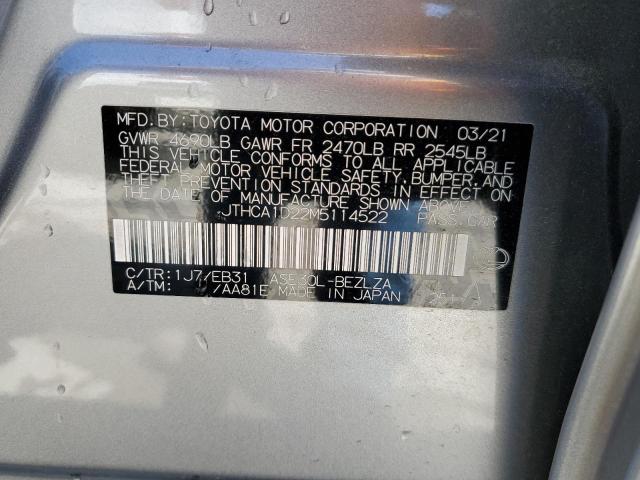 MFD. BY: TOYOTA MOTOR CORPORATION 03/21
GVWR 4690LB GAWR FR 2470LB RR 2545LB
THIS VEHICLE CONFORMS TO ALL APPLICABLE
FEDERAL MOTOR VEHICLE SAFETY, BUMPER, AND
THEFT PREVENTION STANDARDS IN EFFECT ON
THE DATE OF MANUFACTURE SHOWN ABOVE.
JTHCA1D22M5114522 PASS. CAR
C/TR: 1J7/EB31 ASE30L-BEZLZA
A/TM: /AA81E MADE IN JAPAN